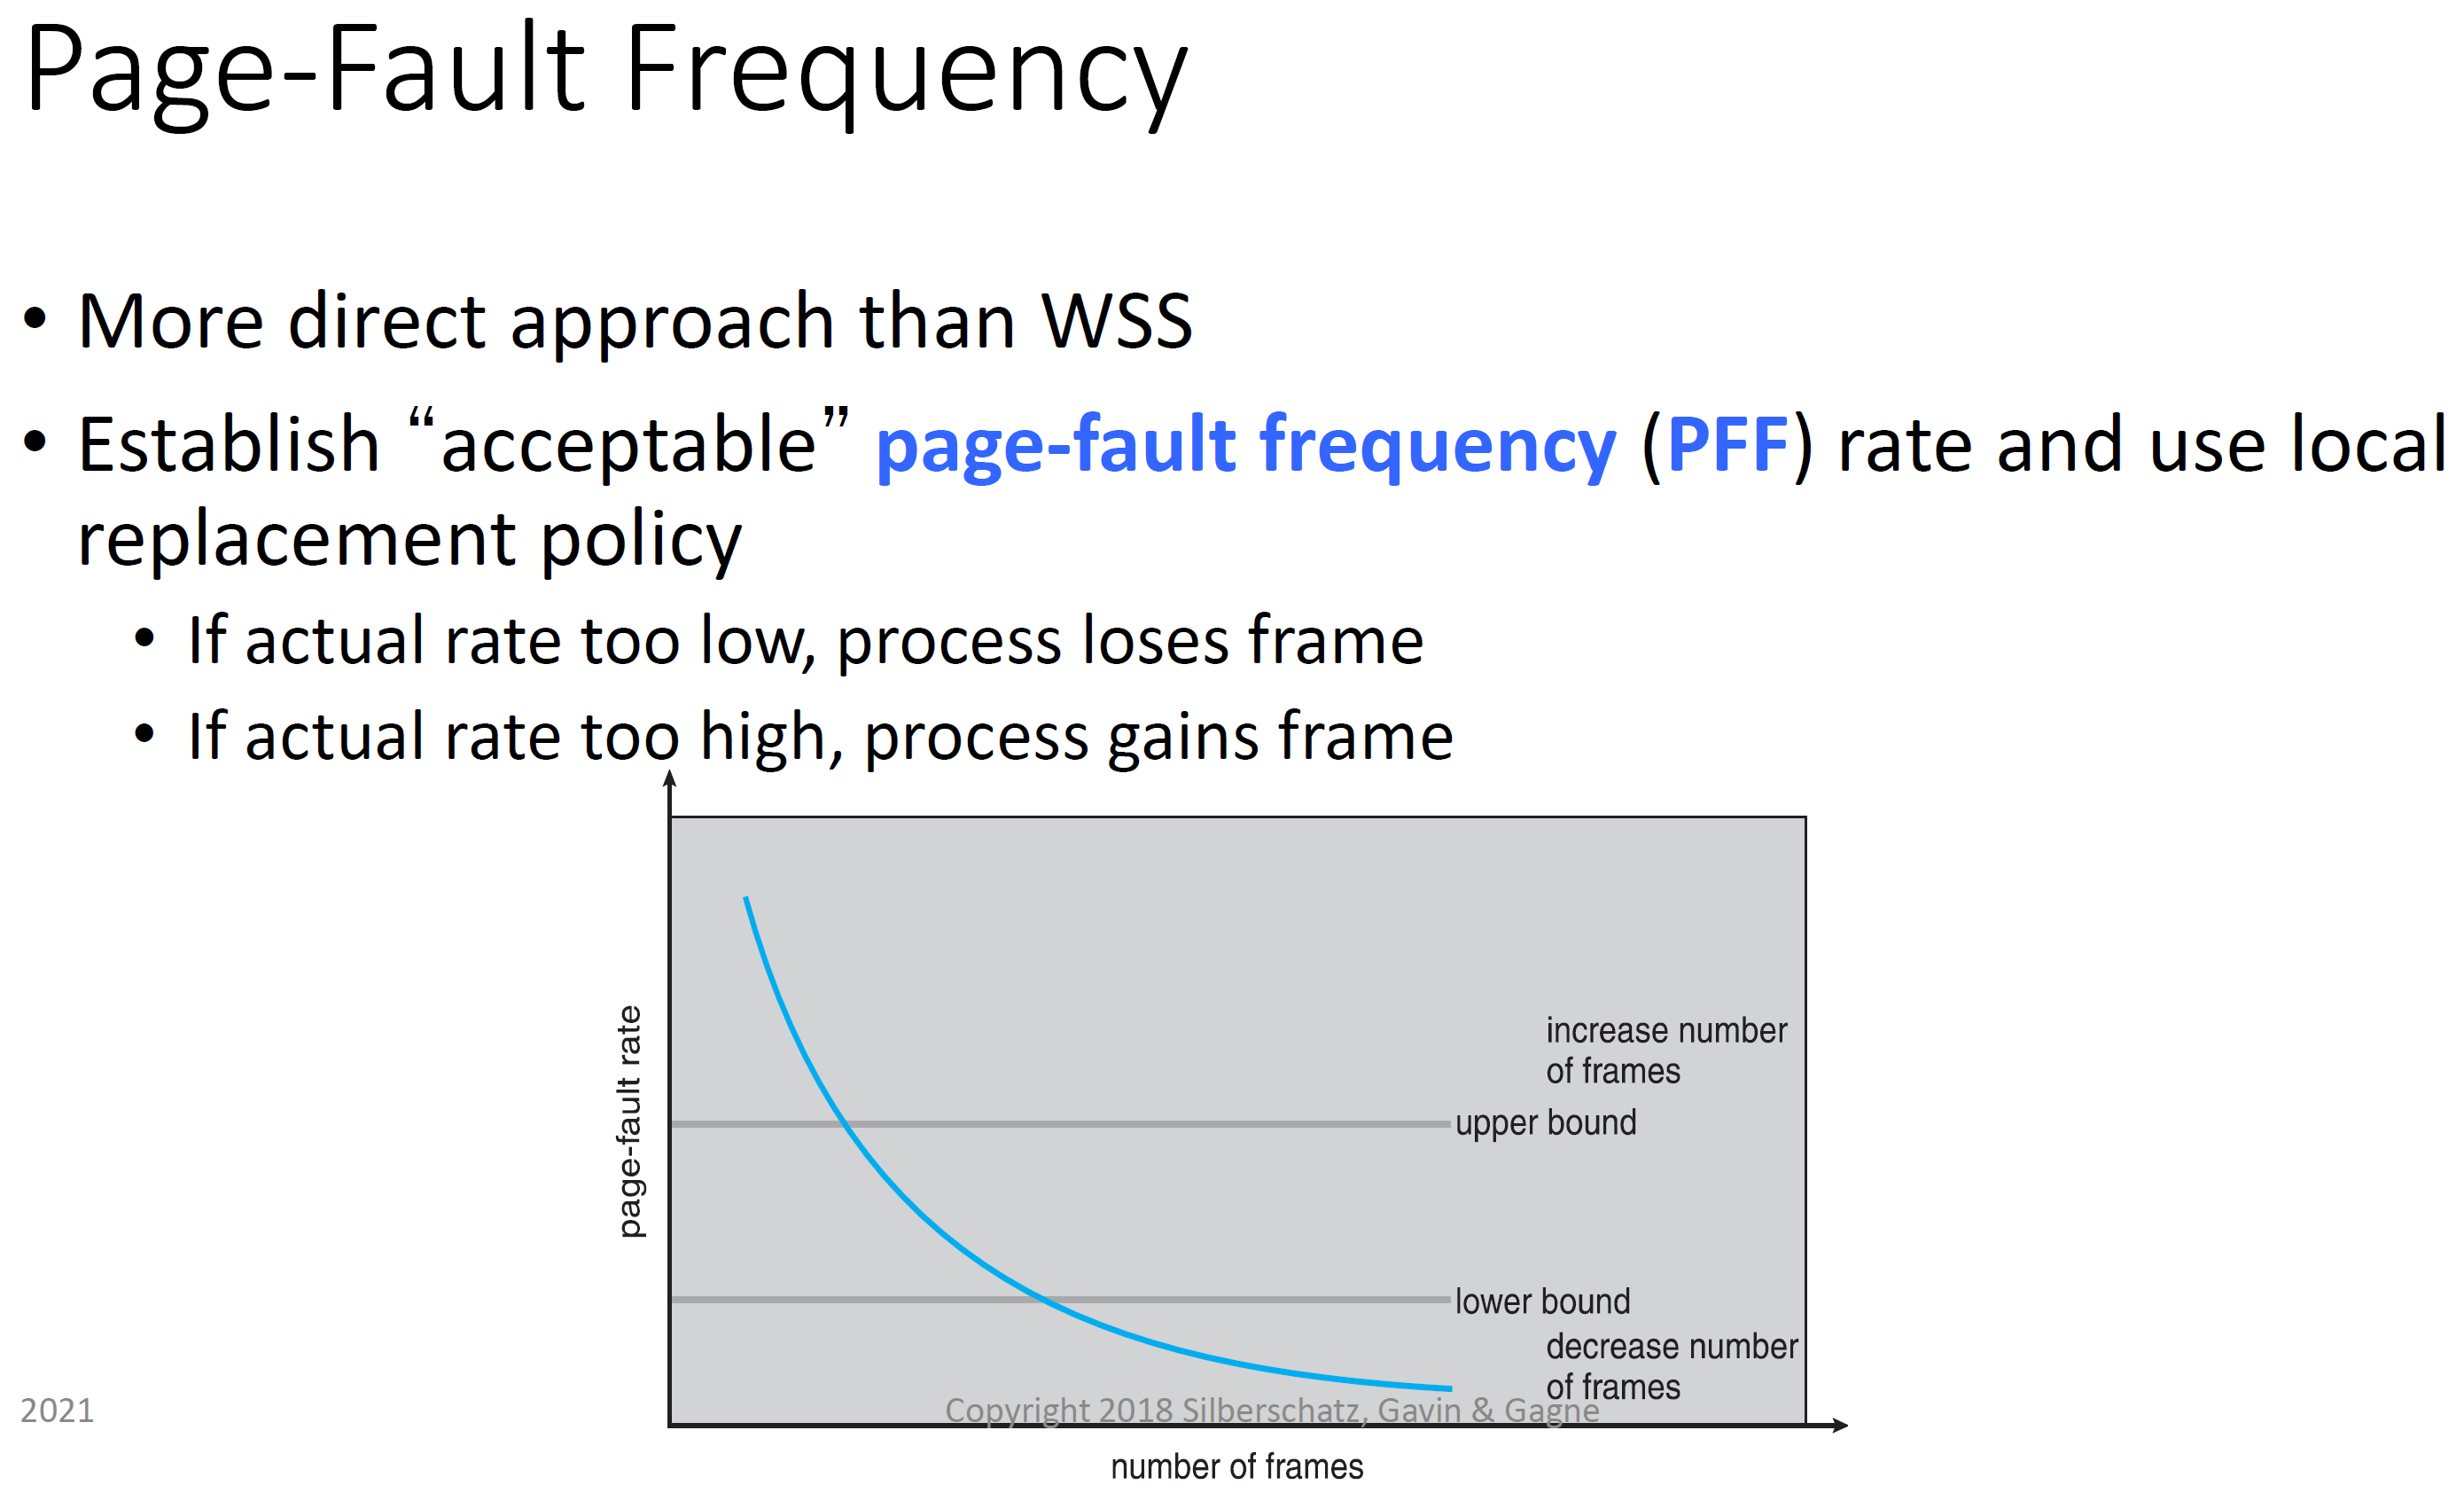 Page-Fault Frequency
• More direct approach than WSS
• Establish “acceptable” page-fault frequency (PFF) rate and use local
replacement policy
• If actual rate too low, process loses frame
• If actual rate too high, process gains frame
page-fault rate
increase number
of frames
upper bound
lower bound
decrease number
of frames
number of frames
2021
Copyright 2018 Silberschatz, Gavin & Gagne